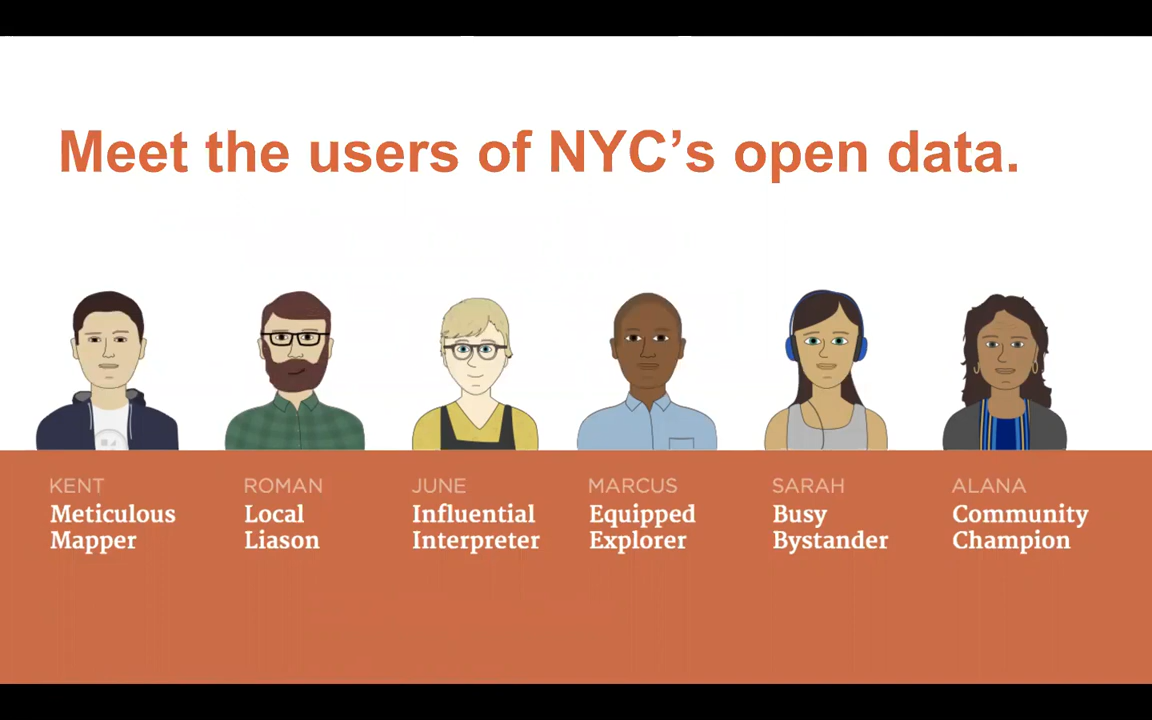 Meet the users of NYC’s open data.
KENT
Meticulous
Mapper
ROMAN
Local
Liason
JUNE
Influential
Interpreter
MARCUS
Equipped
Explorer
SARAH
Busy
Bystander
ALANA
Community
Champion